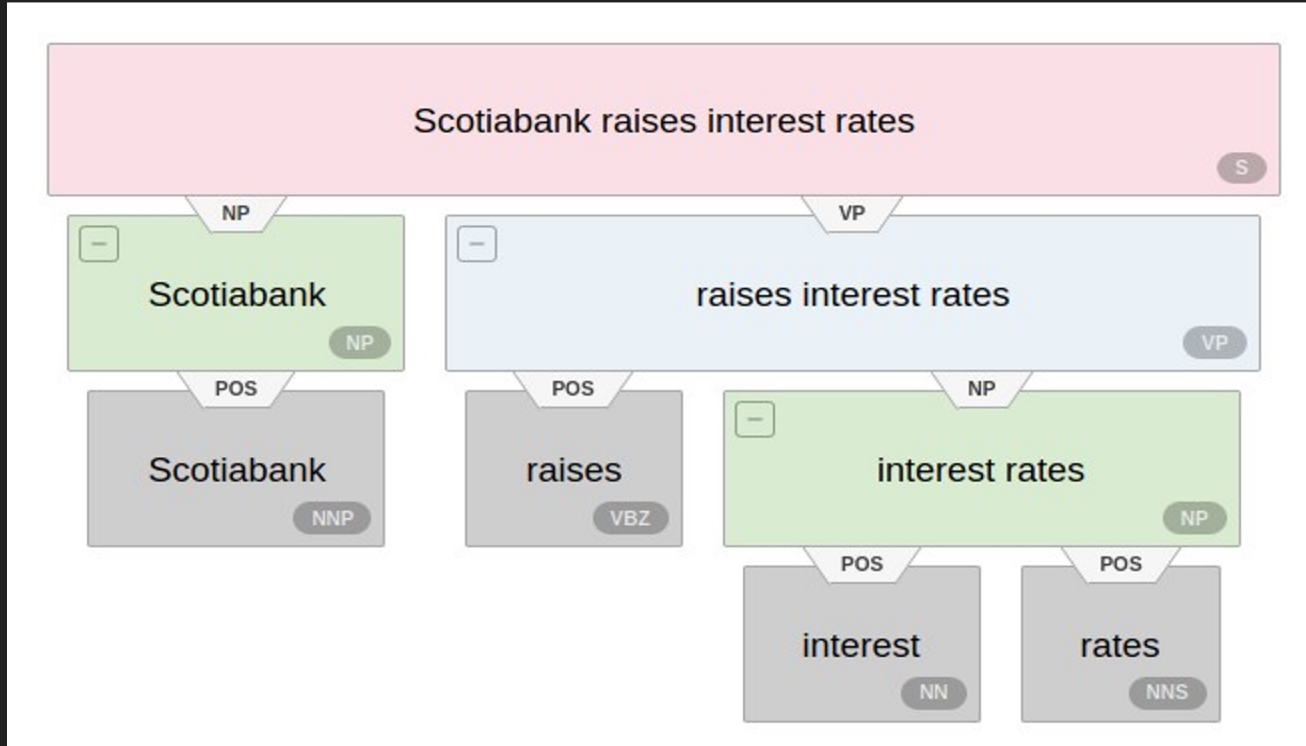 Scotiabank raises interest rates
S
NP
VP
Scotiabank
NP
raises interest rates
VP
POS
POS
NP
Scotiabank
NNP
raises
VBZ
interest rates
NP
POS
POS
interest
NN
rates
NNS